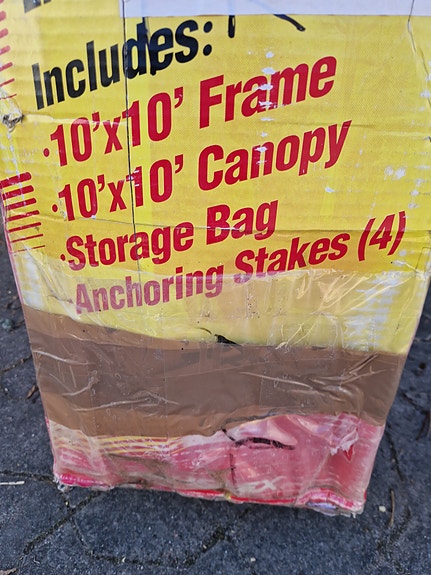 Includes:
·10'x10' Frame
·10'x10' Canopy
·Storage Bag
Anchoring Stakes (4)